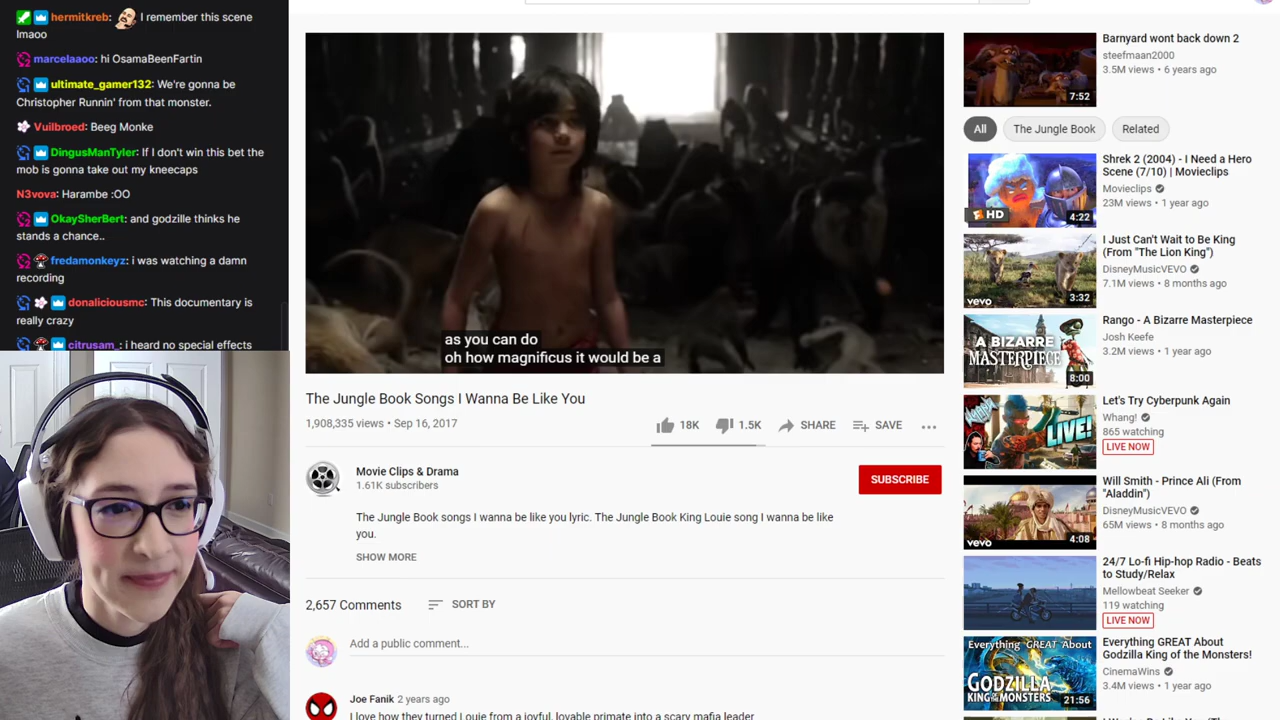 hermitkreb: I remember this scene
lmaoo
marcelaaoo: hi OsamaBeenFartin
ultimate_gamer132: We're gonna be
Christopher Runnin' from that monster.
Vuilbroed: Beeg Monke
DingusManTyler: If I don't win this bet the
mob is gonna take out my kneecaps
N3vova: Harambe :OO
OkaySherBert: and godzille thinks he
stands a chance..
fredamonkeyz: i was watching a damn
recording
donaliciousmc: This documentary is
really crazy
citrusam_: i heard no special effects
as you can do
oh how magnificus it would be a
The Jungle Book Songs I Wanna Be Like You
1,908,335 views • Sep 16, 2017
18K
1.5K
SHARE
SAVE
Movie Clips & Drama
1.61K subscribers
SUBSCRIBE
The Jungle Book songs I wanna be like you lyric. The Jungle Book King Louie song I wanna be like
you.
SHOW MORE
2,657 Comments
SORT BY
Add a public comment...
Joe Fanik 2 years ago
I love how they turned Louie from a joyful, lovable primate into a scary mafia leader
Barnyard wont back down 2
steefmaan2000
3.5M views • 6 years ago
7:52
All
The Jungle Book
Related
Shrek 2 (2004) - I Need a Hero
Scene (7/10) | Movieclips
Movieclips
23M views • 1 year ago
HD
4:22
I Just Can't Wait to Be King
(From "The Lion King")
DisneyMusicVEVO
7.1M views • 8 months ago
vevo
3:32
Rango - A Bizarre Masterpiece
Josh Keefe
3.2M views • 1 year ago
A BIZARRE
MASTERPIECE
8:00
Let's Try Cyberpunk Again
Whang!
865 watching
LIVE NOW
LIVE!
Will Smith - Prince Ali (From
"Aladdin")
DisneyMusicVEVO
65M views • 8 months ago
vevo
4:08
24/7 Lo-fi Hip-hop Radio - Beats
to Study/Relax
Mellowbeat Seeker
119 watching
LIVE NOW
Everything GREAT About
Godzilla King of the Monsters!
CinemaWins
3.4M views • 1 year ago
Everything GREAT About
GODZILLA
KING OF THE MONSTERS
21:56